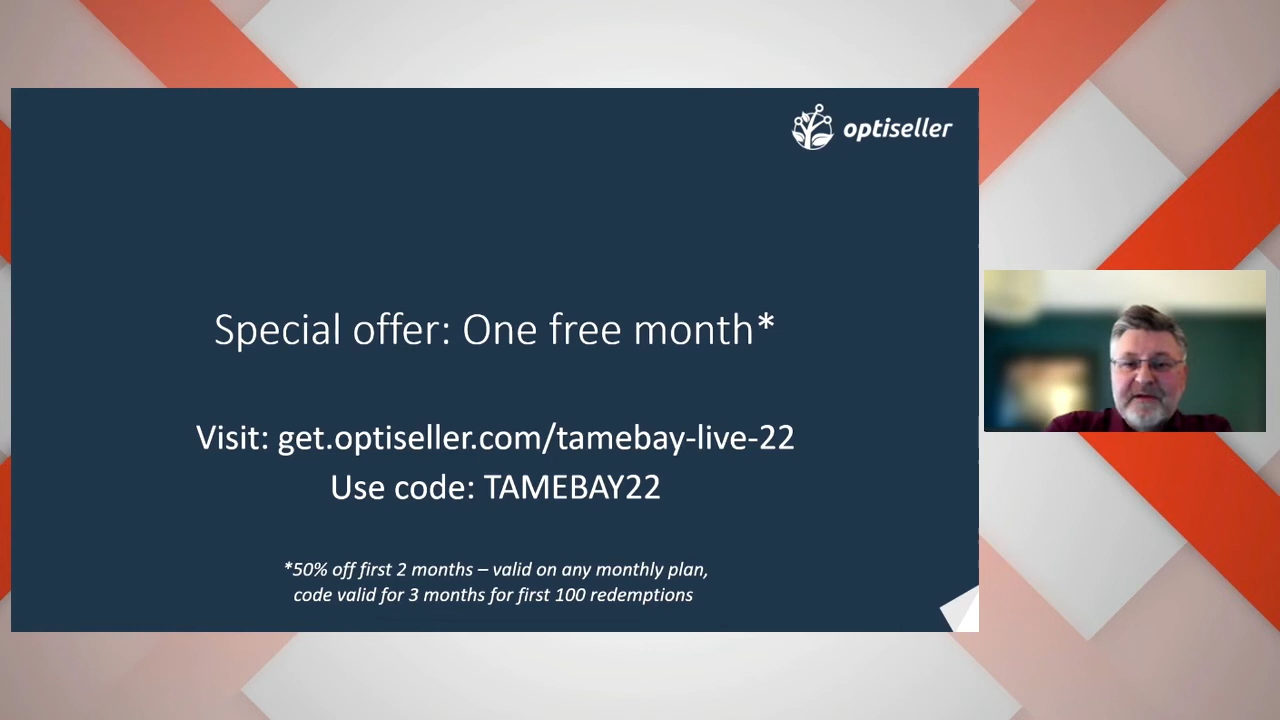 optiseller
Special offer: One free month*
Visit: get.optiseller.com/tamebay-live-22
Use code: TAMEBAY22
*50% off first 2 months – valid on any monthly plan,
code valid for 3 months for first 100 redemptions